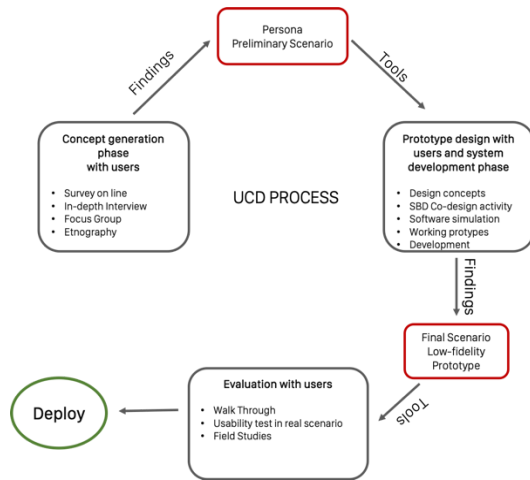 Persona
Preliminary Scenario
Findings
Tools
Concept generation
phase
with users
• Survey on line
• In-depth Interview
• Focus Group
• Etnography
UCD PROCESS
Prototype design with
users and system
development phase
• Design concepts
• SBD Co-design activity
• Software simulation
• Working protypes
• Development
Findings
Final Scenario
Low-fidelity
Prototype
Tools
Evaluation with users
• Walk Through
• Usability test in real scenario
• Field Studies
Deploy